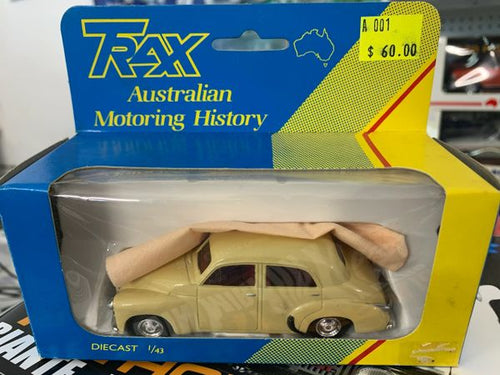 TRAX
A 001
$ 60.00
Australian
Motoring History
DIECAST 1/43